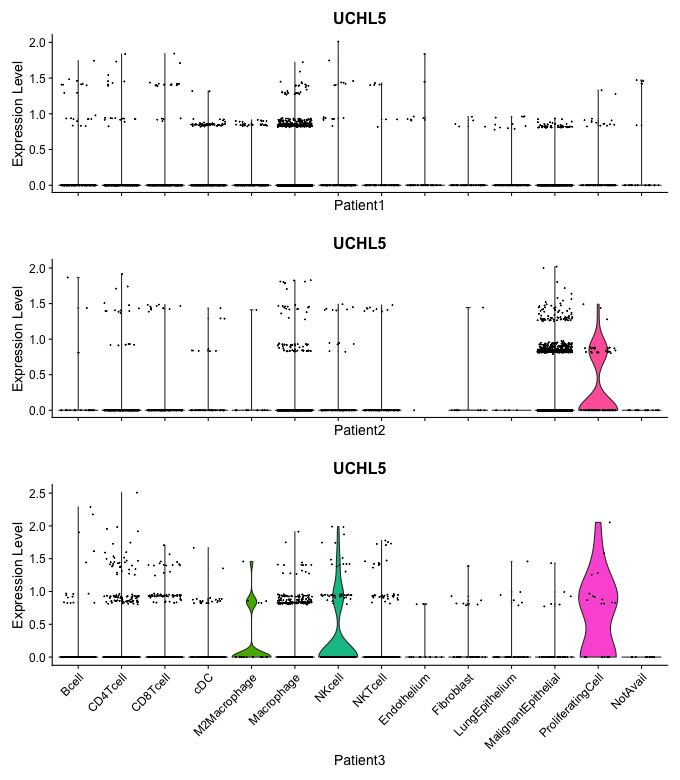 UCHL5
Expression Level
2.0
1.5
1.0
0.5
0.0
Patient1
UCHL5
Expression Level
2.0
1.5
1.0
0.5
0.0
Patient2
UCHL5
Expression Level
2.5
2.0
1.5
1.0
0.5
0.0
Bcell
CD4Tcell
CD8Tcell
cDC
M2Macrophage
Macrophage
NKcell
NKTcell
Endothelium
Fibroblast
LungEpithelium
MalignantEpithelial
ProliferatingCell
NotAvail
Patient3